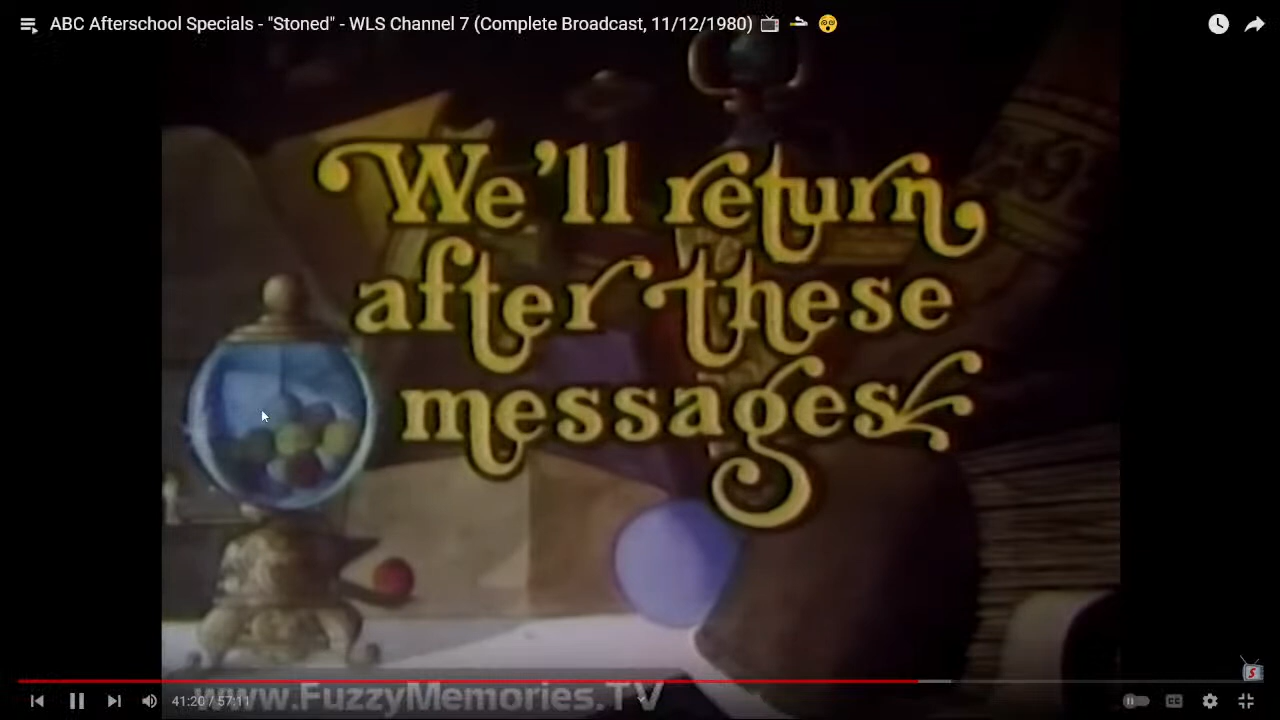 ABC Afterschool Specials - "Stoned" - WLS Channel 7 (Complete Broadcast, 11/12/1980) 📺 🚬 😵‍💫
We'll return
after these
messages
S
41:20 / 57:11
CC
www.FuzzyMemories.TV